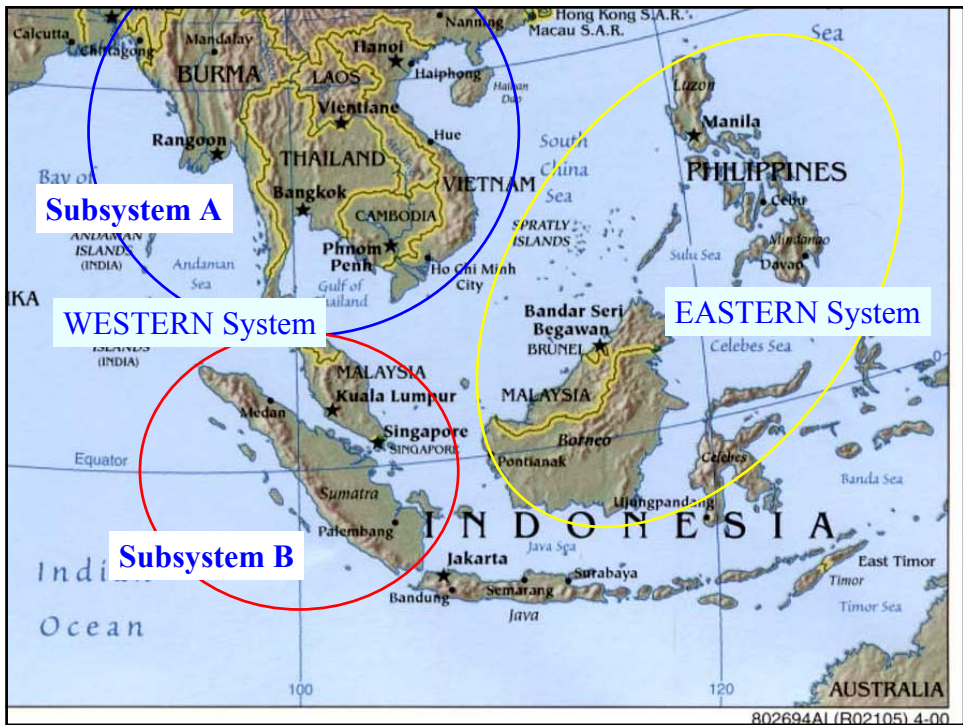 Calcutta
Chittagong
Mandalay
BURMA
Hanoi
LAOS
Haiphong
Nanning
Hong Kong S.A.R.
Macau S.A.R.
Hainan
Dao
Sea
Luzon
Manila
PHILIPPINES
Cebu
Mindanao
Davao
Vientiane
Rangoon
Hue
THAILAND
VIETNAM
Bangkok
CAMBODIA
Phnom
Penh
Ho Chi Minh
City
South
China
Sea
SPRATLY
ISLANDS
Sulu Sea
Bay of
Subsystem A
ANDAMAN
ISLANDS
(INDIA)
Andaman
Sea
Gulf of
Thailand
KA
WESTERN System
ISLANDS
(INDIA)
Bandar Seri
Begawan
BRUNEI
EASTERN System
Celebes Sea
0
MALAYSIA
Kuala Lumpur
Medan
Singapore
SINGAPORE
MALAYSIA
Borneo
Pontianak
Celebes
Equator
Sumatra
Palembang
Ujungpandang
Banda Sea
INDONESIA
Subsystem B
Indian
Ocean
Jakarta
Java Sea
Bandung
Semarang
Surabaya
Java
East Timor
Timor
Timor Sea
100
120
AUSTRALIA
802694AI (R02105) 4-00